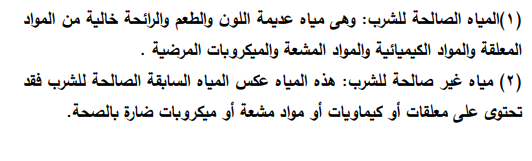 (١)المياه الصالحة للشرب: وهى مياه عديمة اللون والطعم والرائحة خالية من المواد
المعلقة والمواد الكيميائية والمواد المشعة والميكروبات المرضية .
(٢) مياه غير صالحة للشرب: هذه المياه عكس المياه السابقة الصالحة للشرب فقد
تحتوى على معلقات أو كيماويات أو مواد مشعة أو ميكروبات ضارة بالصحة.